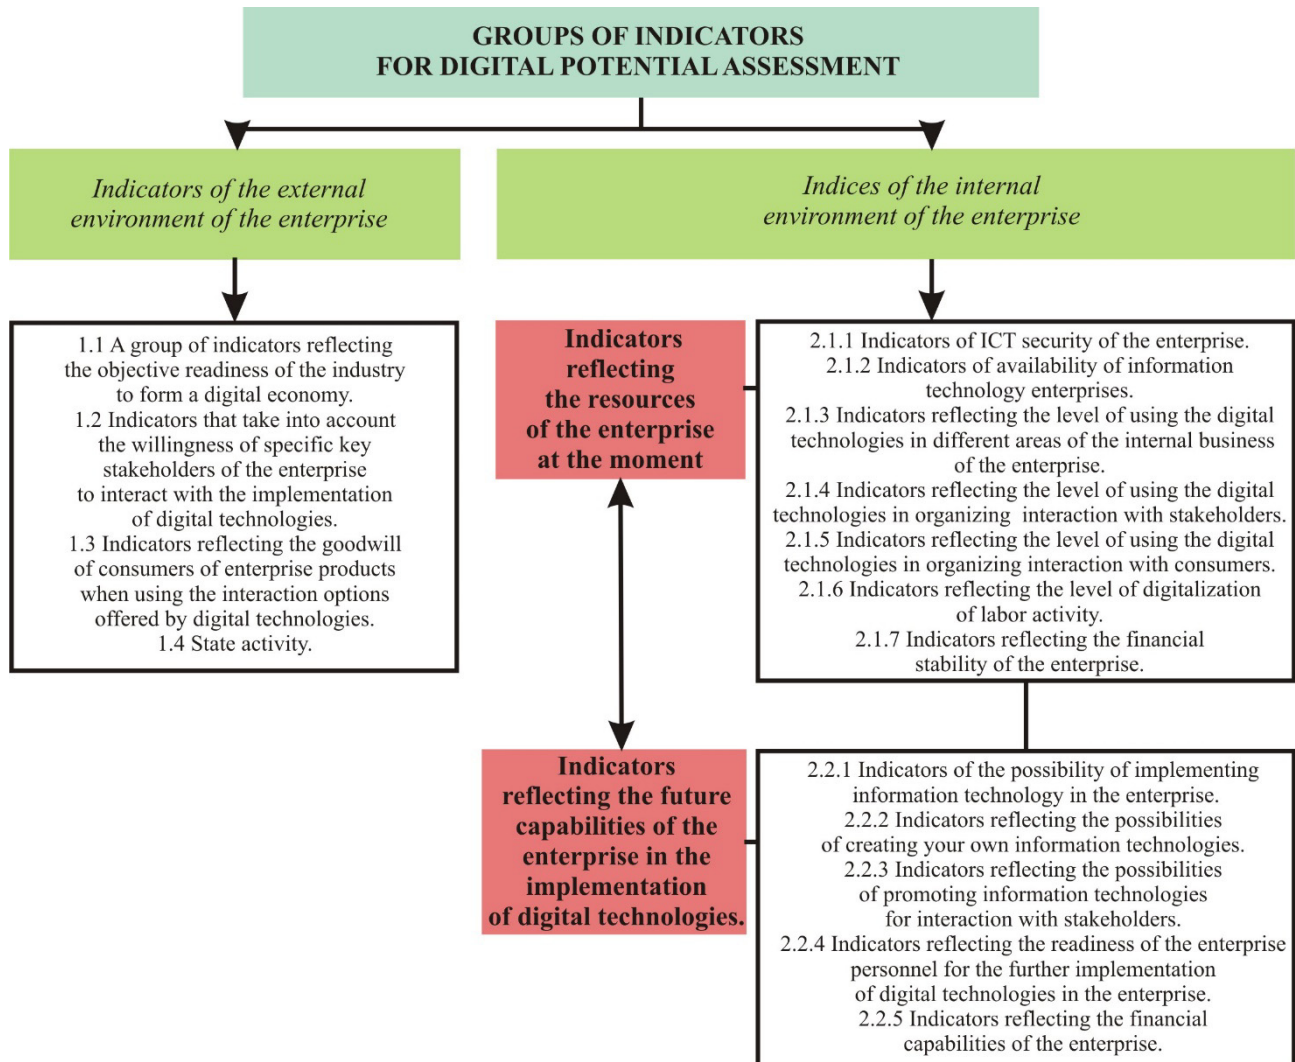 GROUPS OF INDICATORS
FOR DIGITAL POTENTIAL ASSESSMENT
Indicators of the external
environment of the enterprise
Indices of the internal
environment of the enterprise
1.1 A group of indicators reflecting
the objective readiness of the industry
to form a digital economy.
1.2 Indicators that take into account
the willingness of specific key
stakeholders of the enterprise
to interact with the implementation
of digital technologies.
1.3 Indicators reflecting the goodwill
of consumers of enterprise products
when using the interaction options
offered by digital technologies.
1.4 State activity.
Indicators
reflecting
the resources
of the enterprise
at the moment
2.1.1 Indicators of ICT security of the enterprise.
2.1.2 Indicators of availability of information
technology enterprises.
2.1.3 Indicators reflecting the level of using the digital
technologies in different areas of the internal business
of the enterprise.
2.1.4 Indicators reflecting the level of using the digital
technologies in organizing interaction with stakeholders.
2.1.5 Indicators reflecting the level of using the digital
technologies in organizing interaction with consumers.
2.1.6 Indicators reflecting the level of digitalization
of labor activity.
2.1.7 Indicators reflecting the financial
stability of the enterprise.
Indicators
reflecting the future
capabilities of the
enterprise in the
implementation
of digital technologies.
2.2.1 Indicators of the possibility of implementing
information technology in the enterprise.
2.2.2 Indicators reflecting the possibilities
of creating your own information technologies.
2.2.3 Indicators reflecting the possibilities
of promoting information technologies
for interaction with stakeholders.
2.2.4 Indicators reflecting the readiness of the enterprise
personnel for the further implementation
of digital technologies in the enterprise.
2.2.5 Indicators reflecting the financial
capabilities of the enterprise.